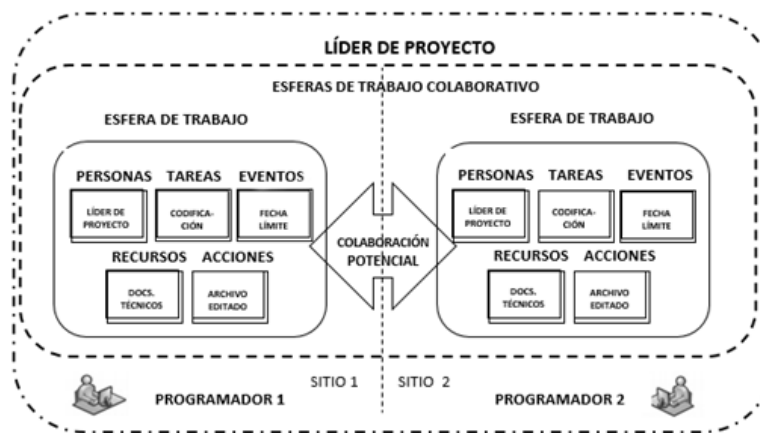 LÍDER DE PROYECTO
ESFERAS DE TRABAJO COLABORATIVO
ESFERA DE TRABAJO
PERSONAS TAREAS EVENTOS
LÍDER DE
PROYECTO
CODIFICA-
CIÓN
FECHA
LÍMITE
RECURSOS ACCIONES
DOCS.
TÉCNICOS
ARCHIVO
EDITADO
COLABORACIÓN
POTENCIAL
ESFERA DE TRABAJO
PERSONAS TAREAS EVENTOS
LÍDER DE
PROYECTO
CODIFICA-
CIÓN
FECHA
LÍMITE
RECURSOS ACCIONES
DOCS.
TÉCNICOS
ARCHIVO
EDITADO
SITIO 1
SITIO 2
PROGRAMADOR 1
PROGRAMADOR 2